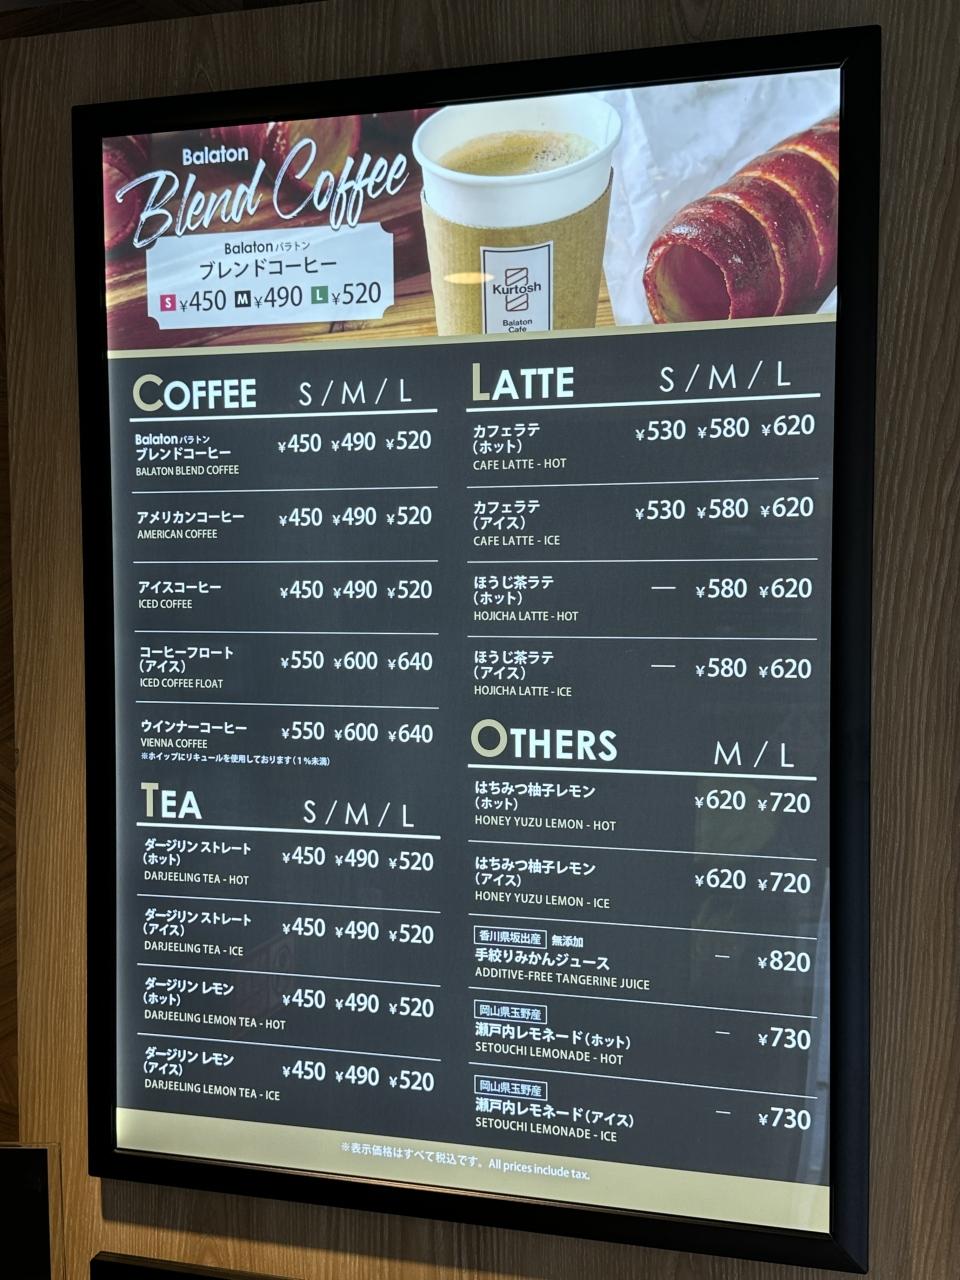 Balaton
Blend Coffee
Balaton バラトン
ブレンドコーヒー
S ¥450 M ¥490 L ¥520
Kurtosh
Balaton
Cafe
COFFEE S / M / L
Balaton バラトン
ブレンドコーヒー ¥450 ¥490 ¥520
BALATON BLEND COFFEE
アメリカンコーヒー ¥450 ¥490 ¥520
AMERICAN COFFEE
アイスコーヒー ¥450 ¥490 ¥520
ICED COFFEE
コーヒーフロート
(アイス) ¥550 ¥600 ¥640
ICED COFFEE FLOAT
ウインナーコーヒー ¥550 ¥600 ¥640
VIENNA COFFEE
※ホイップにリキュールを使用しております(1%未満)
TEA S / M / L
ダージリン ストレート
(ホット) ¥450 ¥490 ¥520
DARJEELING TEA - HOT
ダージリン ストレート
(アイス) ¥450 ¥490 ¥520
DARJEELING TEA - ICE
ダージリン レモン
(ホット) ¥450 ¥490 ¥520
DARJEELING LEMON TEA - HOT
ダージリン レモン
(アイス) ¥450 ¥490 ¥520
DARJEELING LEMON TEA - ICE
LATTE S / M / L
カフェラテ
(ホット) ¥530 ¥580 ¥620
CAFE LATTE - HOT
カフェラテ
(アイス) ¥530 ¥580 ¥620
CAFE LATTE - ICE
ほうじ茶ラテ
(ホット) — ¥580 ¥620
HOJICHA LATTE - HOT
ほうじ茶ラテ
(アイス) — ¥580 ¥620
HOJICHA LATTE - ICE
OTHERS M / L
はちみつ柚子レモン
(ホット) ¥620 ¥720
HONEY YUZU LEMON - HOT
はちみつ柚子レモン
(アイス) ¥620 ¥720
HONEY YUZU LEMON - ICE
香川県坂出産 無添加
手絞りみかんジュース — ¥820
ADDITIVE-FREE TANGERINE JUICE
岡山県玉野産
瀬戸内レモネード(ホット) — ¥730
SETOUCHI LEMONADE - HOT
岡山県玉野産
瀬戸内レモネード(アイス) — ¥730
SETOUCHI LEMONADE - ICE
※表示価格はすべて税込です。All prices include tax.